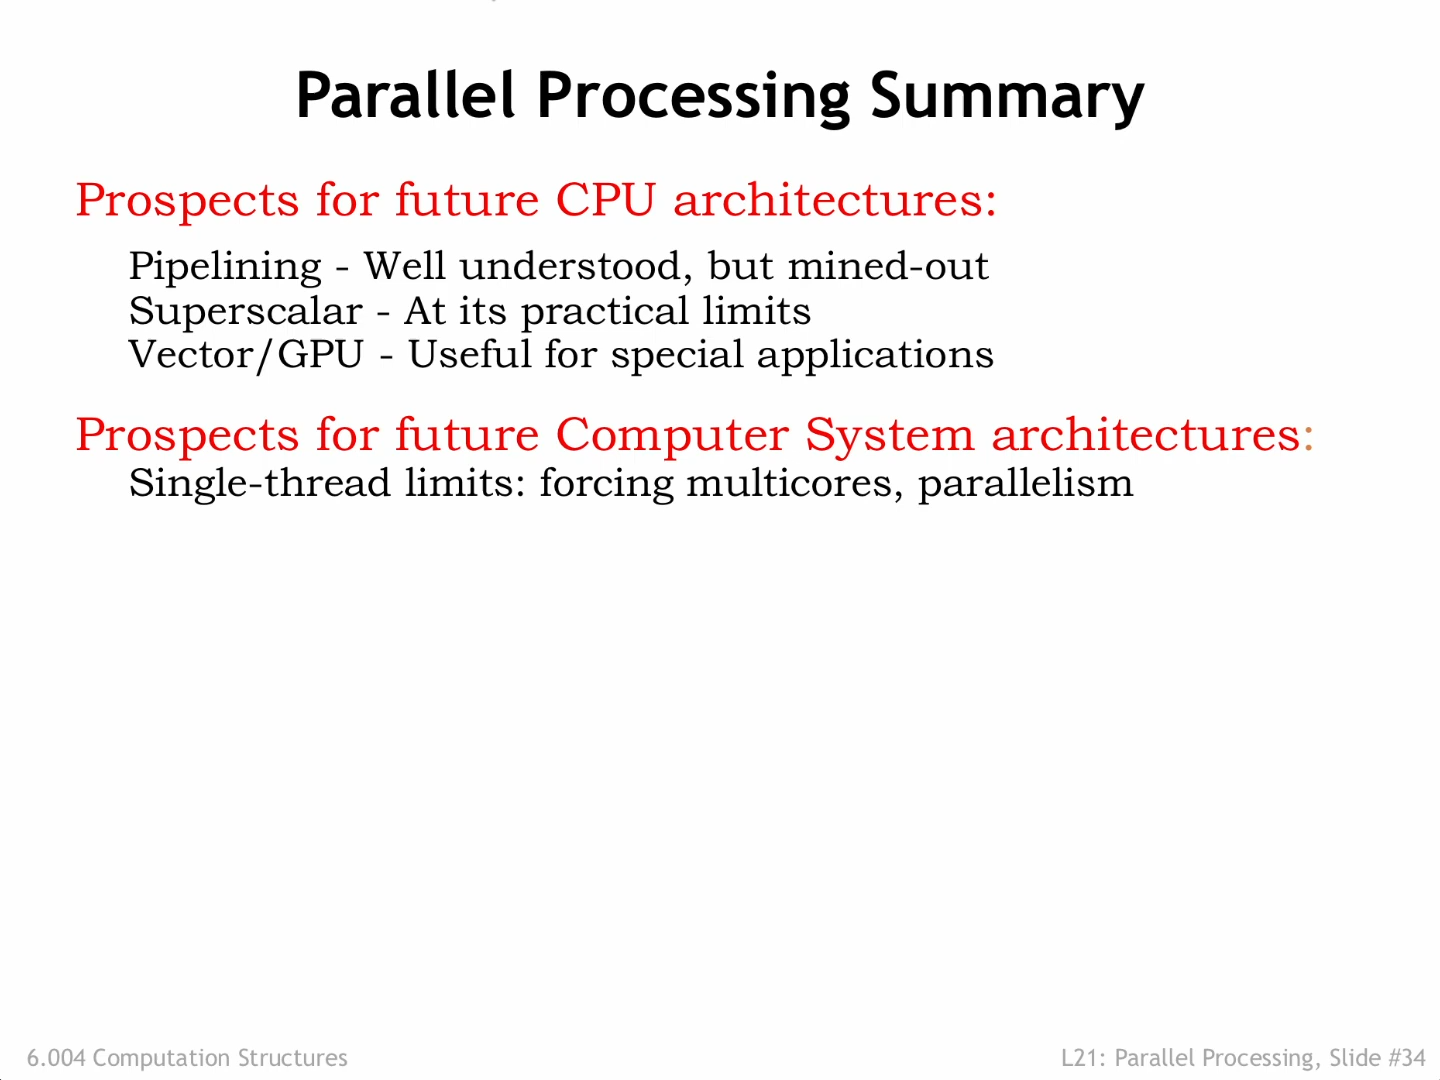 Parallel Processing Summary
Prospects for future CPU architectures:
Pipelining - Well understood, but mined-out
Superscalar - At its practical limits
Vector/GPU - Useful for special applications
Prospects for future Computer System architectures:
Single-thread limits: forcing multicores, parallelism
6.004 Computation Structures
L21: Parallel Processing, Slide #34